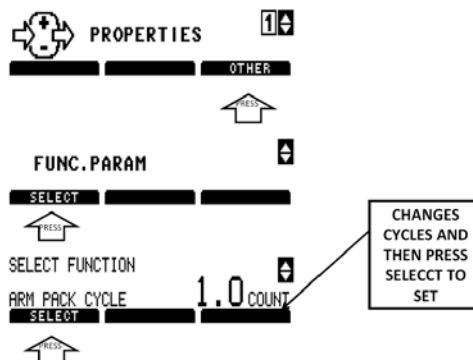 PROPERTIES 1
OTHER
PRESS
FUNC.PARAM
SELECT
PRESS
SELECT FUNCTION
ARM PACK CYCLE 1.0 COUNT
SELECT
PRESS
CHANGES
CYCLES AND
THEN PRESS
SELECCT TO
SET